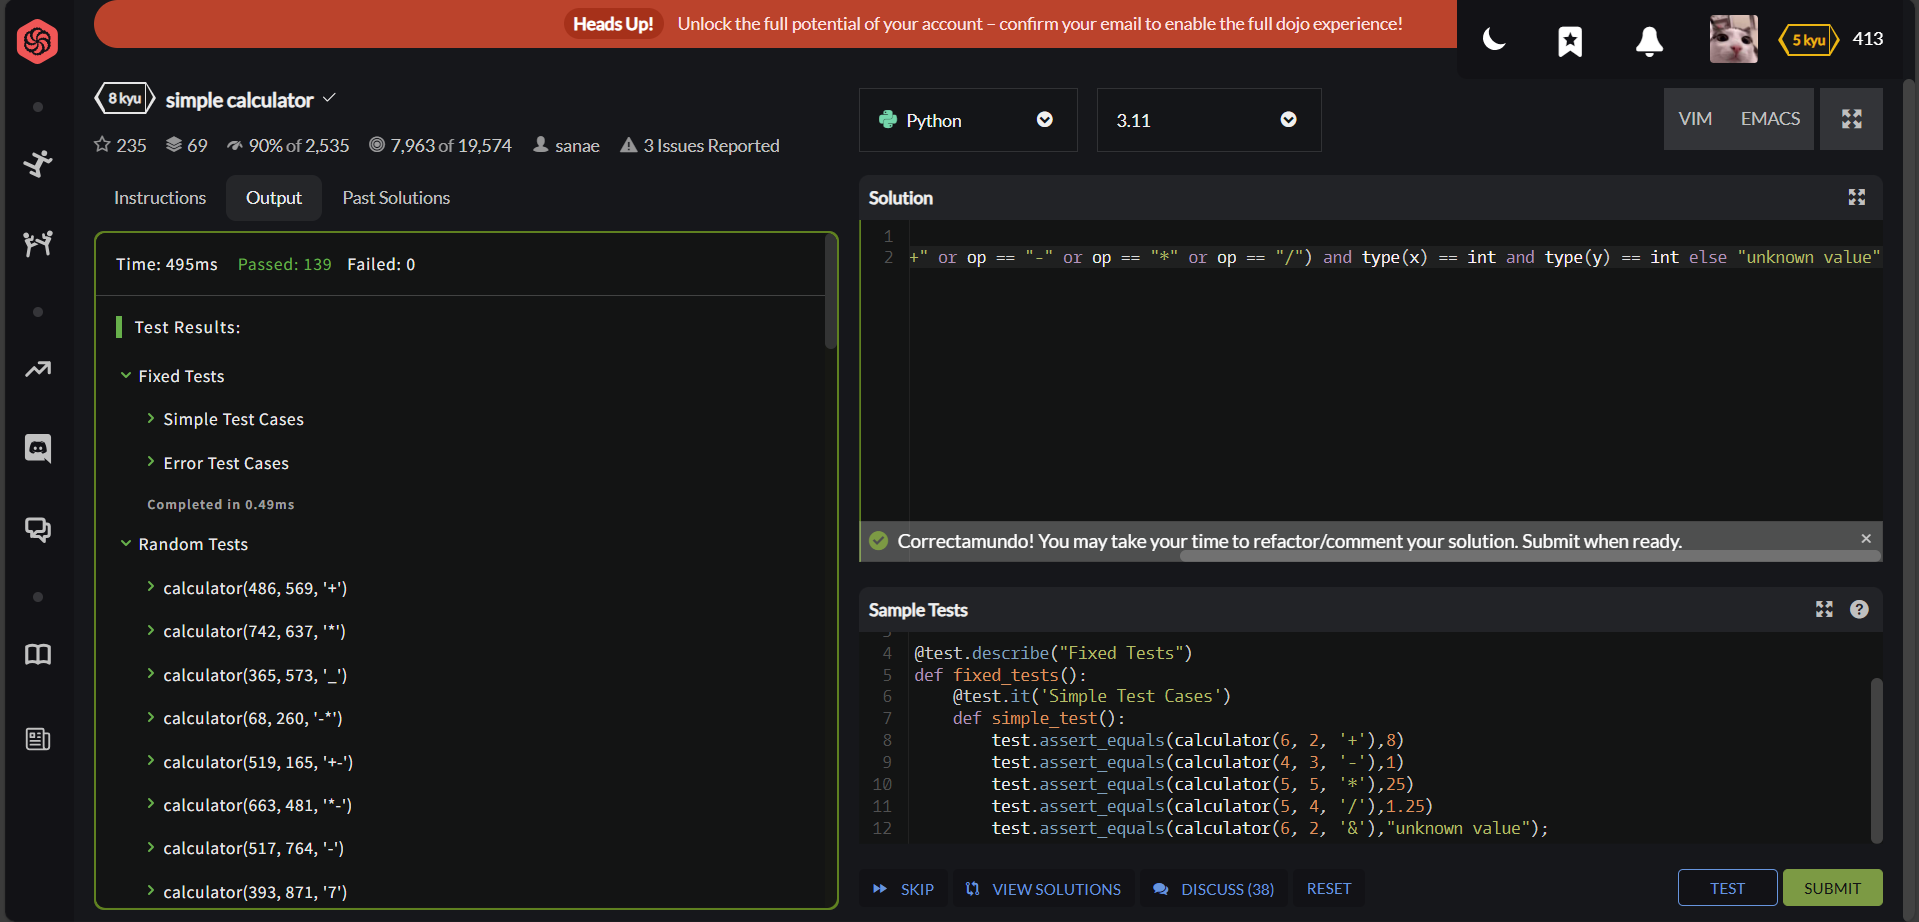 Heads Up! Unlock the full potential of your account – confirm your email to enable the full dojo experience!
5 kyu 413
8 kyu simple calculator
235 69 90% of 2,535 7,963 of 19,574 sanae 3 Issues Reported
Instructions Output Past Solutions
Time: 495ms Passed: 139 Failed: 0
Test Results:
Fixed Tests
Simple Test Cases
Error Test Cases
Completed in 0.49ms
Random Tests
calculator(486, 569, '+')
calculator(742, 637, '*')
calculator(365, 573, '_')
calculator(68, 260, '-*')
calculator(519, 165, '+-')
calculator(663, 481, '*-')
calculator(517, 764, '-')
calculator(393, 871, '7')
Python 3.11 VIM EMACS
Solution
1
2 +" or op == "-" or op == "*" or op == "/") and type(x) == int and type(y) == int else "unknown value"
Correctamundo! You may take your time to refactor/comment your solution. Submit when ready.
Sample Tests
4 @test.describe("Fixed Tests")
5 def fixed_tests():
6 @test.it('Simple Test Cases')
7 def simple_test():
8 test.assert_equals(calculator(6, 2, '+'),8)
9 test.assert_equals(calculator(4, 3, '-'),1)
10 test.assert_equals(calculator(5, 5, '*'),25)
11 test.assert_equals(calculator(5, 4, '/'),1.25)
12 test.assert_equals(calculator(6, 2, '&'),"unknown value");
SKIP VIEW SOLUTIONS DISCUSS (38) RESET TEST SUBMIT